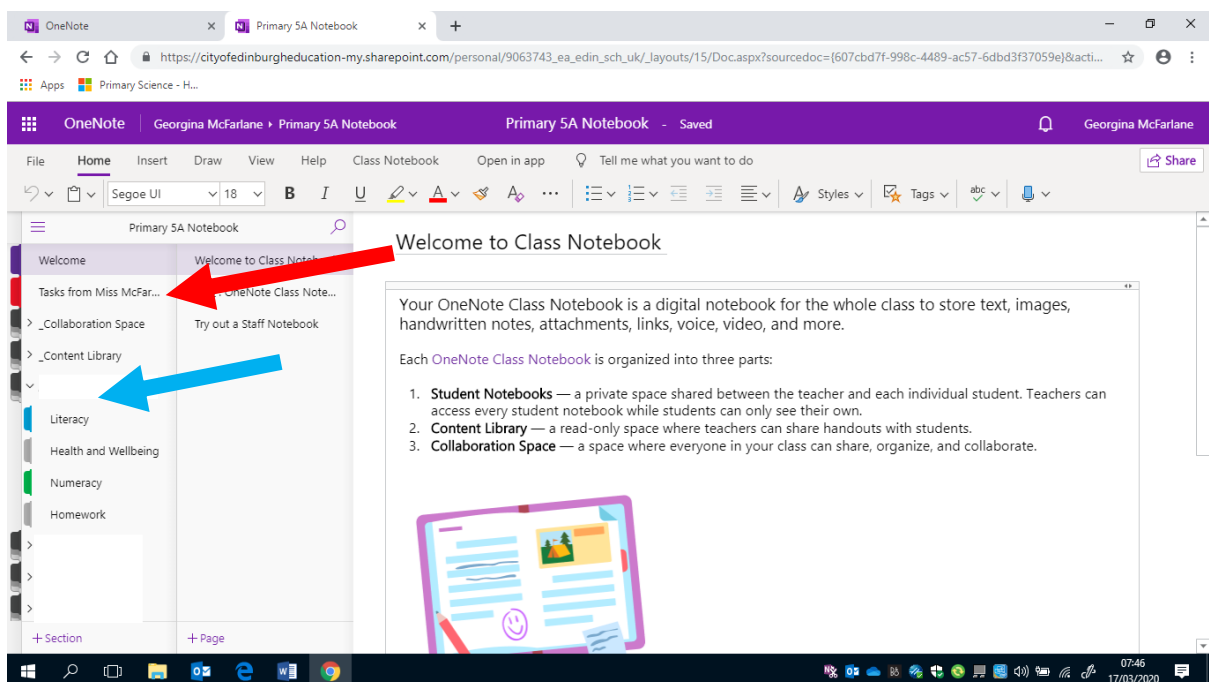 OneNote
Primary 5A Notebook
https://cityofedinburgheducation-my.sharepoint.com/personal/9063743_ea_edin_sch_uk/_layouts/15/Doc.aspx?sourcedoc={607cbd7f-998c-4489-ac57-6dbd3f37059e}&acti...
Apps Primary Science - H...
OneNote Georgina McFarlane › Primary 5A Notebook Primary 5A Notebook - Saved Georgina McFarlane
File Home Insert Draw View Help Class Notebook Open in app Tell me what you want to do Share
Segoe UI 18 B I U A A ... Styles Tags abc
Primary 5A Notebook
Welcome
Tasks from Miss McFar...
_Collaboration Space
_Content Library
Literacy
Health and Wellbeing
Numeracy
Homework
+ Section
Welcome to Class
OneNote Class Note...
Try out a Staff Notebook
+ Page
Welcome to Class Notebook
Your OneNote Class Notebook is a digital notebook for the whole class to store text, images,
handwritten notes, attachments, links, voice, video, and more.
Each OneNote Class Notebook is organized into three parts:
1. Student Notebooks — a private space shared between the teacher and each individual student. Teachers can
access every student notebook while students can only see their own.
2. Content Library — a read-only space where teachers can share handouts with students.
3. Collaboration Space — a space where everyone in your class can share, organize, and collaborate.
07:46
17/03/2020